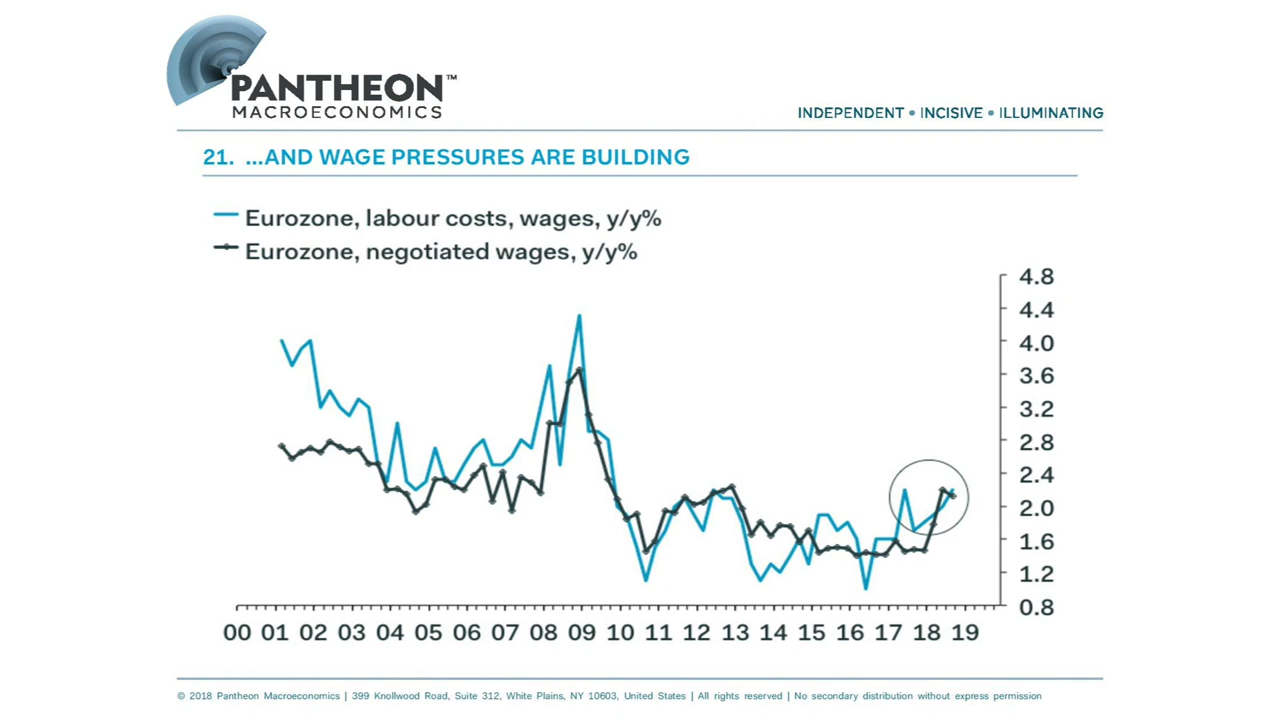 PANTHEON™
MACROECONOMICS
INDEPENDENT • INCISIVE • ILLUMINATING
21. ...AND WAGE PRESSURES ARE BUILDING
Eurozone, labour costs, wages, y/y%
Eurozone, negotiated wages, y/y%
4.8
4.4
4.0
3.6
3.2
2.8
2.4
2.0
1.6
1.2
0.8
00 01 02 03 04 05 06 07 08 09 10 11 12 13 14 15 16 17 18 19
© 2018 Pantheon Macroeconomics | 399 Knollwood Road, Suite 312, White Plains, NY 10603, United States | All rights reserved | No secondary distribution without express permission